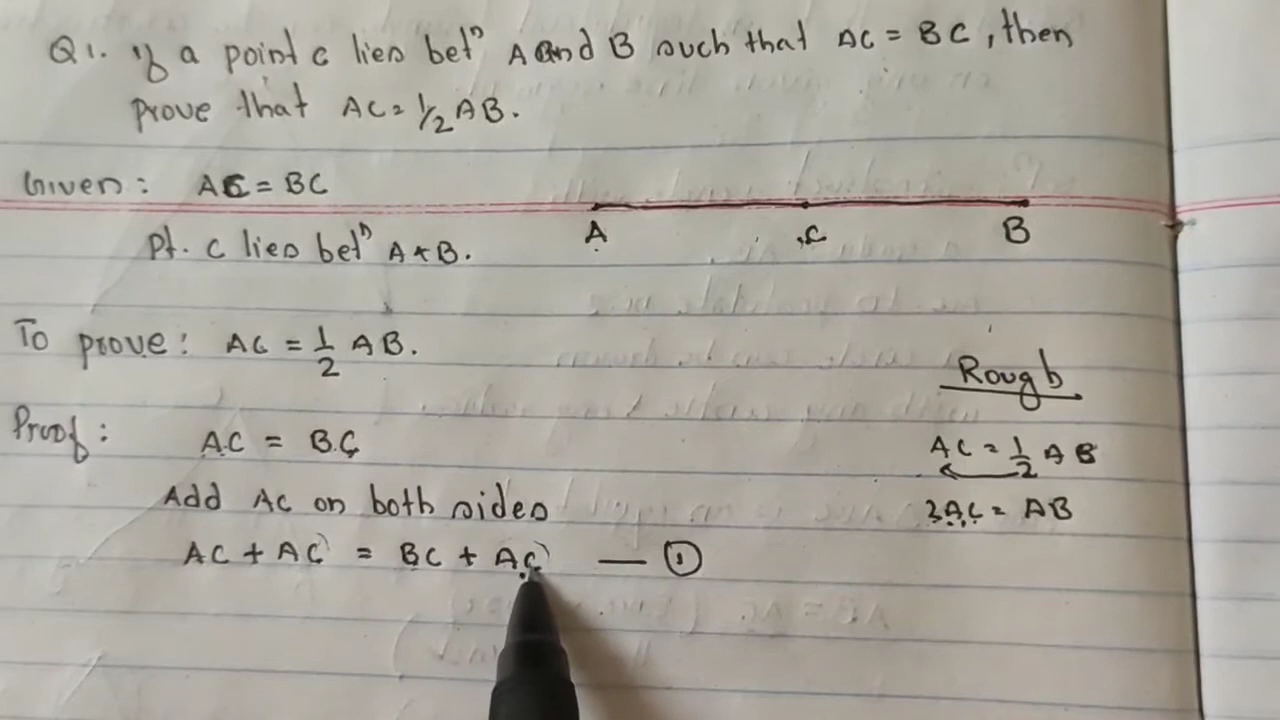 Q1. If a point C lies betⁿ A and B such that AC = BC, then
prove that AC = 1/2 AB.
Given: AC = BC
A C B
Pt. C lies betⁿ A & B.
To prove: AC = 1/2 AB.
Rough
Proof: AC = BC
AC = 1/2 AB
Add AC on both sides
2AC = AB
AC + AC = BC + AC — ①